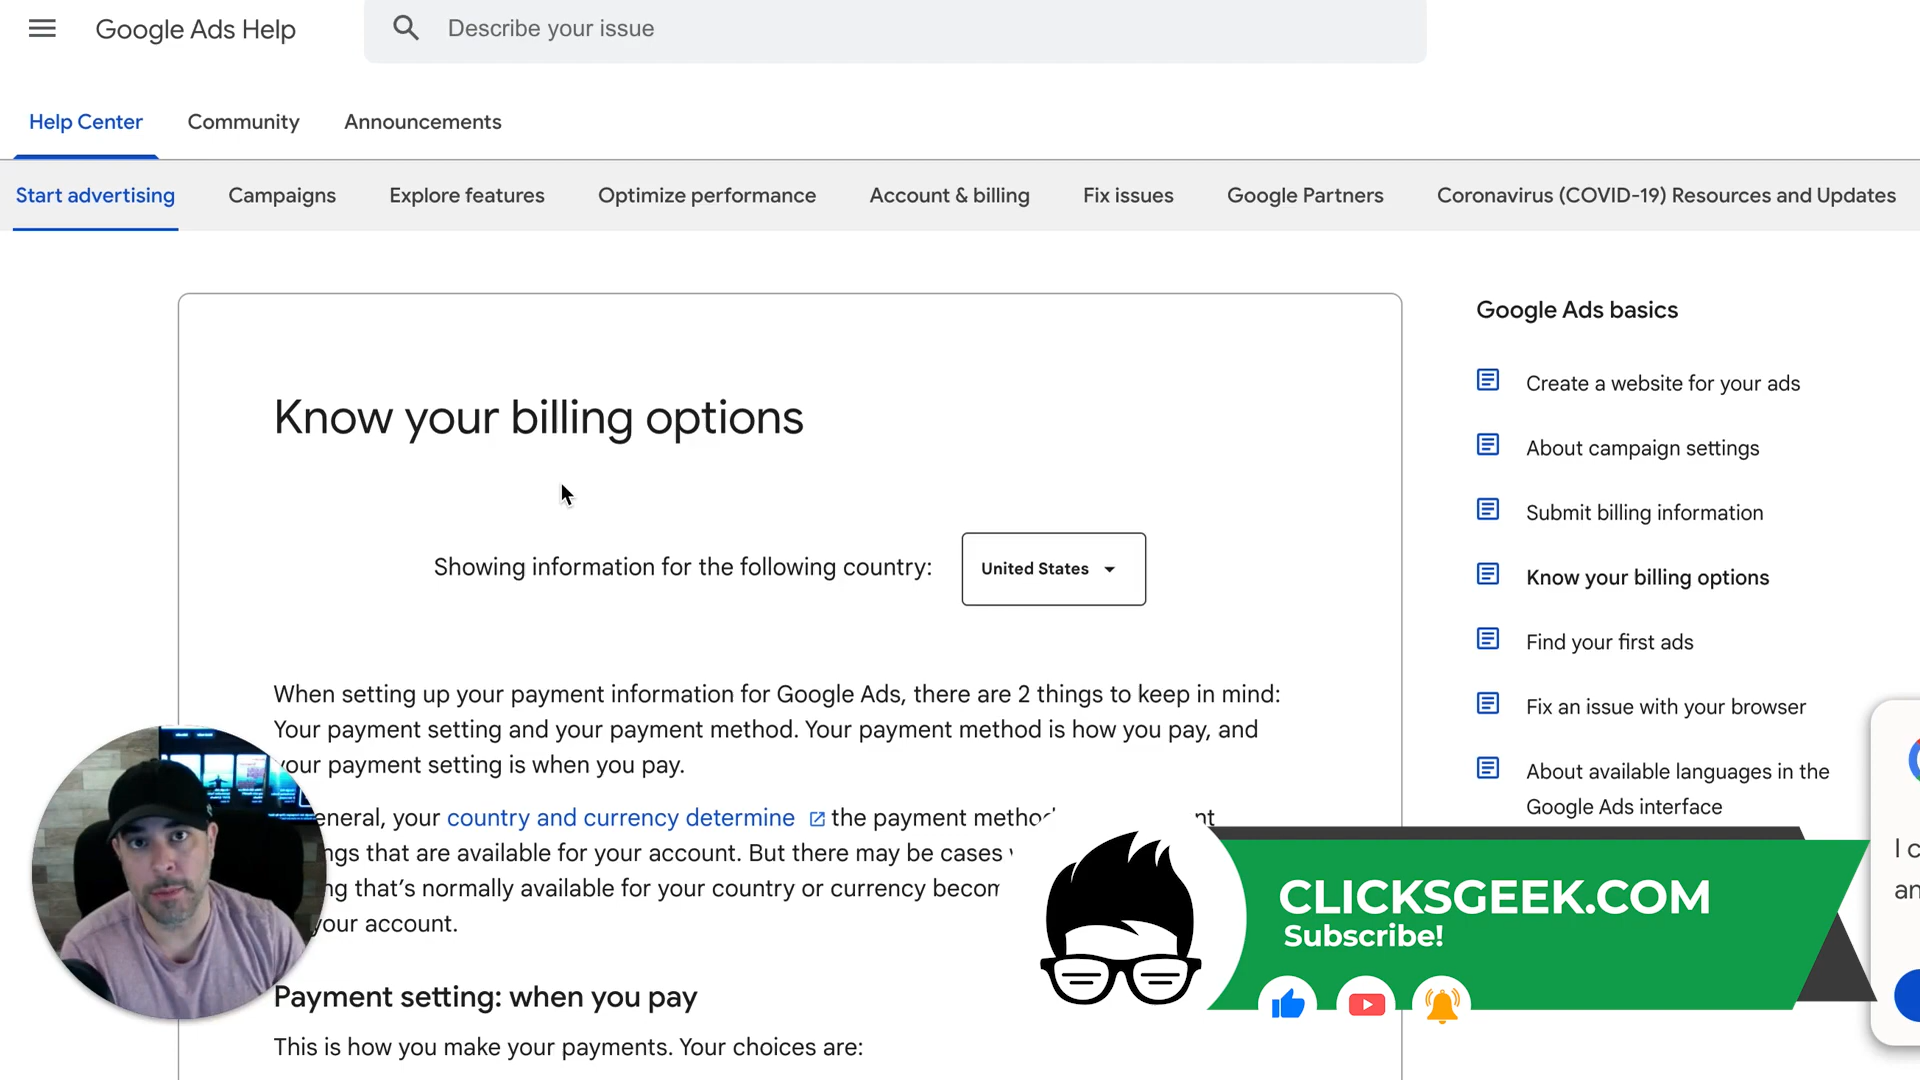 Google Ads Help
Describe your issue
Help Center
Community
Announcements
Start advertising
Campaigns
Explore features
Optimize performance
Account & billing
Fix issues
Google Partners
Coronavirus (COVID-19) Resources and Updates
Know your billing options
Showing information for the following country:
United States
When setting up your payment information for Google Ads, there are 2 things to keep in mind:
Your payment setting and your payment method. Your payment method is how you pay, and
your payment setting is when you pay.
your country and currency determine the payment
that are available for your account. But there may be cases
that's normally available for your country or currency
your account.
Payment setting: when you pay
This is how you make your payments. Your choices are:
Google Ads basics
Create a website for your ads
About campaign settings
Submit billing information
Know your billing options
Find your first ads
Fix an issue with your browser
About available languages in the
Google Ads interface
CLICKSGEEK.COM
Subscribe!